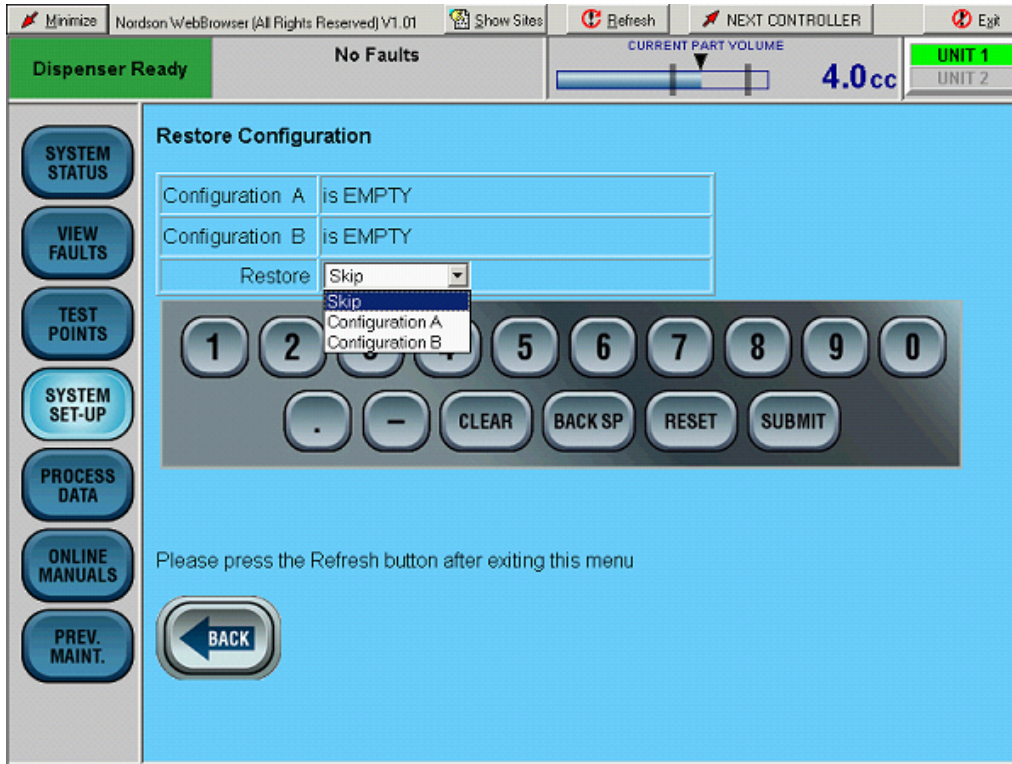 Minimize Nordson WebBrowser (All Rights Reserved) V1.01 Show Sites Refresh NEXT CONTROLLER Exit
Dispenser Ready
No Faults
CURRENT PART VOLUME
4.0cc
UNIT 1
UNIT 2
SYSTEM
STATUS
VIEW
FAULTS
TEST
POINTS
SYSTEM
SET-UP
PROCESS
DATA
ONLINE
MANUALS
PREV.
MAINT.
Restore Configuration
Configuration A is EMPTY
Configuration B is EMPTY
Restore Skip
Skip
Configuration A
Configuration B
1 2 3 4 5 6 7 8 9 0
. – CLEAR BACK SP RESET SUBMIT
Please press the Refresh button after exiting this menu
BACK